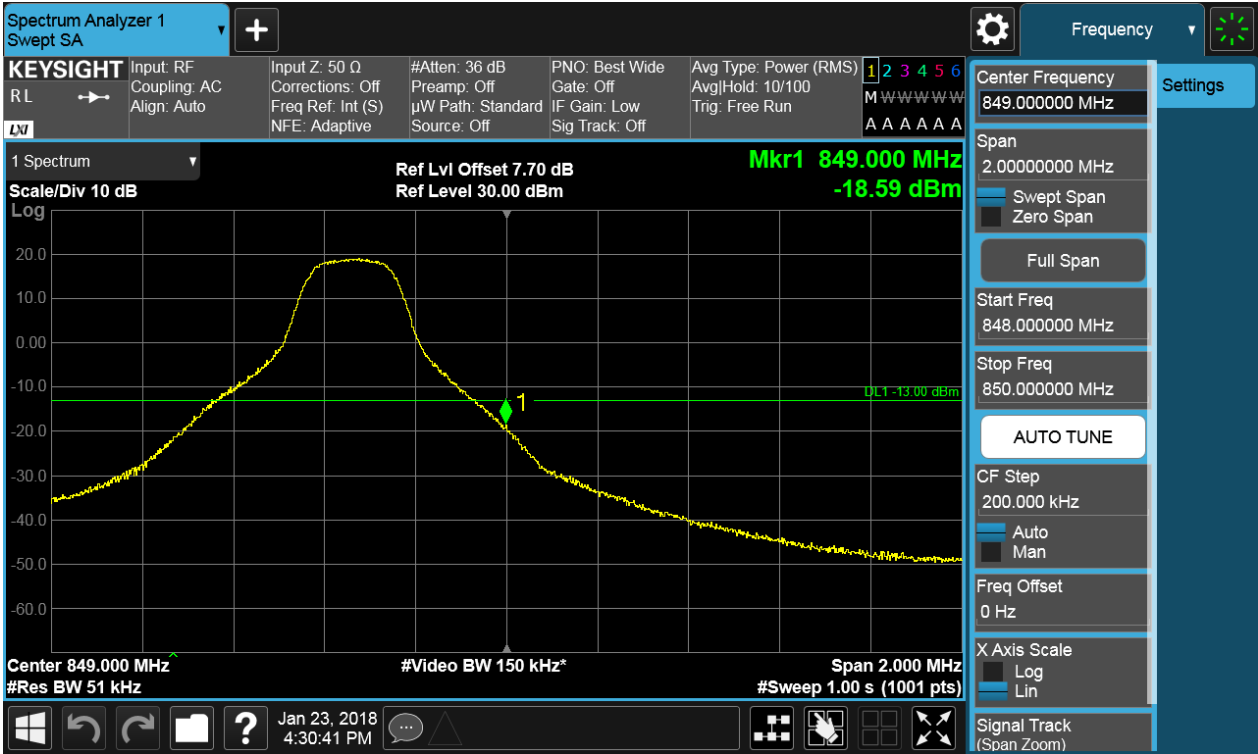 Spectrum Analyzer 1
Swept SA
+
Frequency
KEYSIGHT
RL
LXI
Input: RF
Coupling: AC
Align: Auto
Input Z: 50 Ω
Corrections: Off
Freq Ref: Int (S)
NFE: Adaptive
#Atten: 36 dB
Preamp: Off
µW Path: Standard
Source: Off
PNO: Best Wide
Gate: Off
IF Gain: Low
Sig Track: Off
Avg Type: Power (RMS)
Avg|Hold: 10/100
Trig: Free Run
1 2 3 4 5 6
M W W W W W
A A A A A A
1 Spectrum
Scale/Div 10 dB
Log
Ref Lvl Offset 7.70 dB
Ref Level 30.00 dBm
Mkr1 849.000 MHz
-18.59 dBm
20.0
10.0
0.00
-10.0
-20.0
-30.0
-40.0
-50.0
-60.0
DL1 -13.00 dBm
1
Center 849.000 MHz
#Res BW 51 kHz
#Video BW 150 kHz*
Span 2.000 MHz
#Sweep 1.00 s (1001 pts)
Center Frequency
849.000000 MHz
Span
2.00000000 MHz
Swept Span
Zero Span
Full Span
Start Freq
848.000000 MHz
Stop Freq
850.000000 MHz
AUTO TUNE
CF Step
200.000 kHz
Auto
Man
Freq Offset
0 Hz
X Axis Scale
Log
Lin
Signal Track
(Span Zoom)
Settings
?
Jan 23, 2018
4:30:41 PM